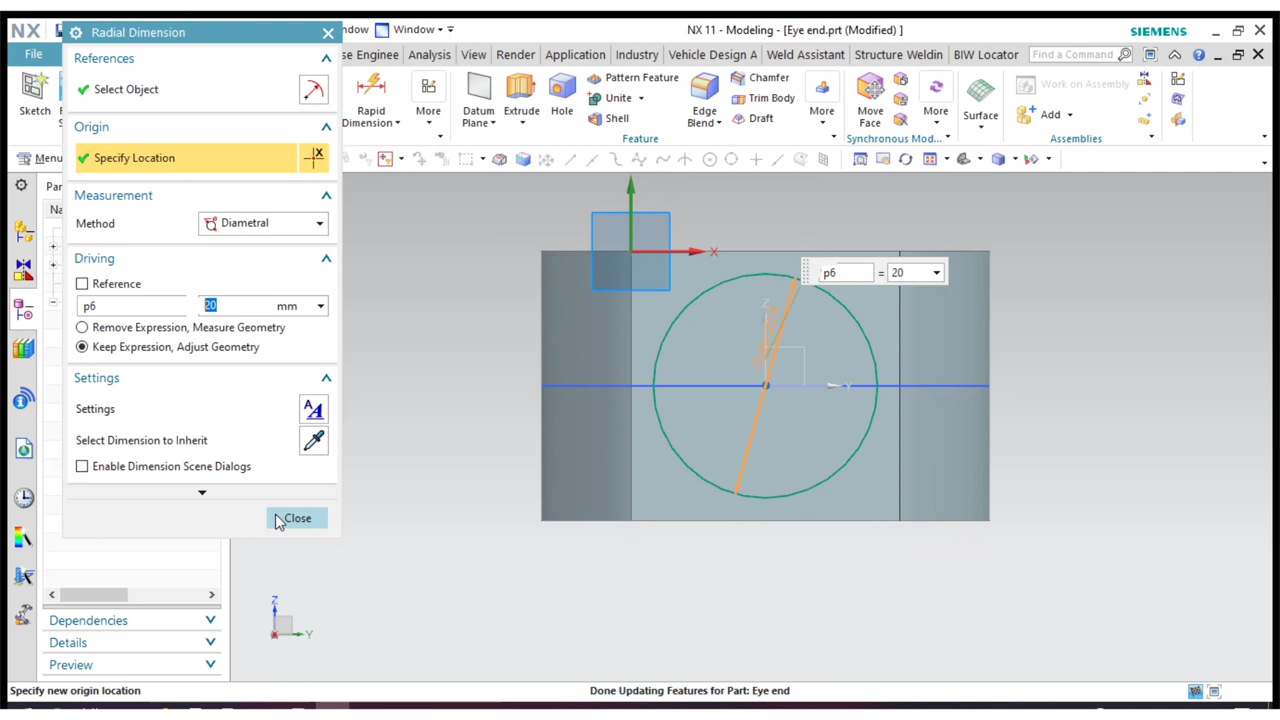 NX
Radial Dimension
ndow
Window
NX 11 - Modeling - [Eye end.prt (Modified) ]
SIEMENS
File
se Enginee
Analysis
View
Render
Application
Industry
Vehicle Design A
Weld Assistant
Structure Weldin
BIW Locator
Find a Command
References
Select Object
Sketch
Rapid
Dimension
More
Datum
Plane
Extrude
Hole
Pattern Feature
Unite
Shell
Edge
Blend
Chamfer
Trim Body
Draft
More
Move
Face
More
Surface
Work on Assembly
Add
Feature
Synchronous Mod...
Assemblies
Origin
Specify Location
Menu
Par
Na
Measurement
Method
Diametral
Driving
Reference
p6
20
mm
Remove Expression, Measure Geometry
Keep Expression, Adjust Geometry
Settings
Settings
Select Dimension to Inherit
Enable Dimension Scene Dialogs
Close
X
p6
=
20
Z
Y
Z
Y
Dependencies
Details
Preview
Specify new origin location
Done Updating Features for Part: Eye end